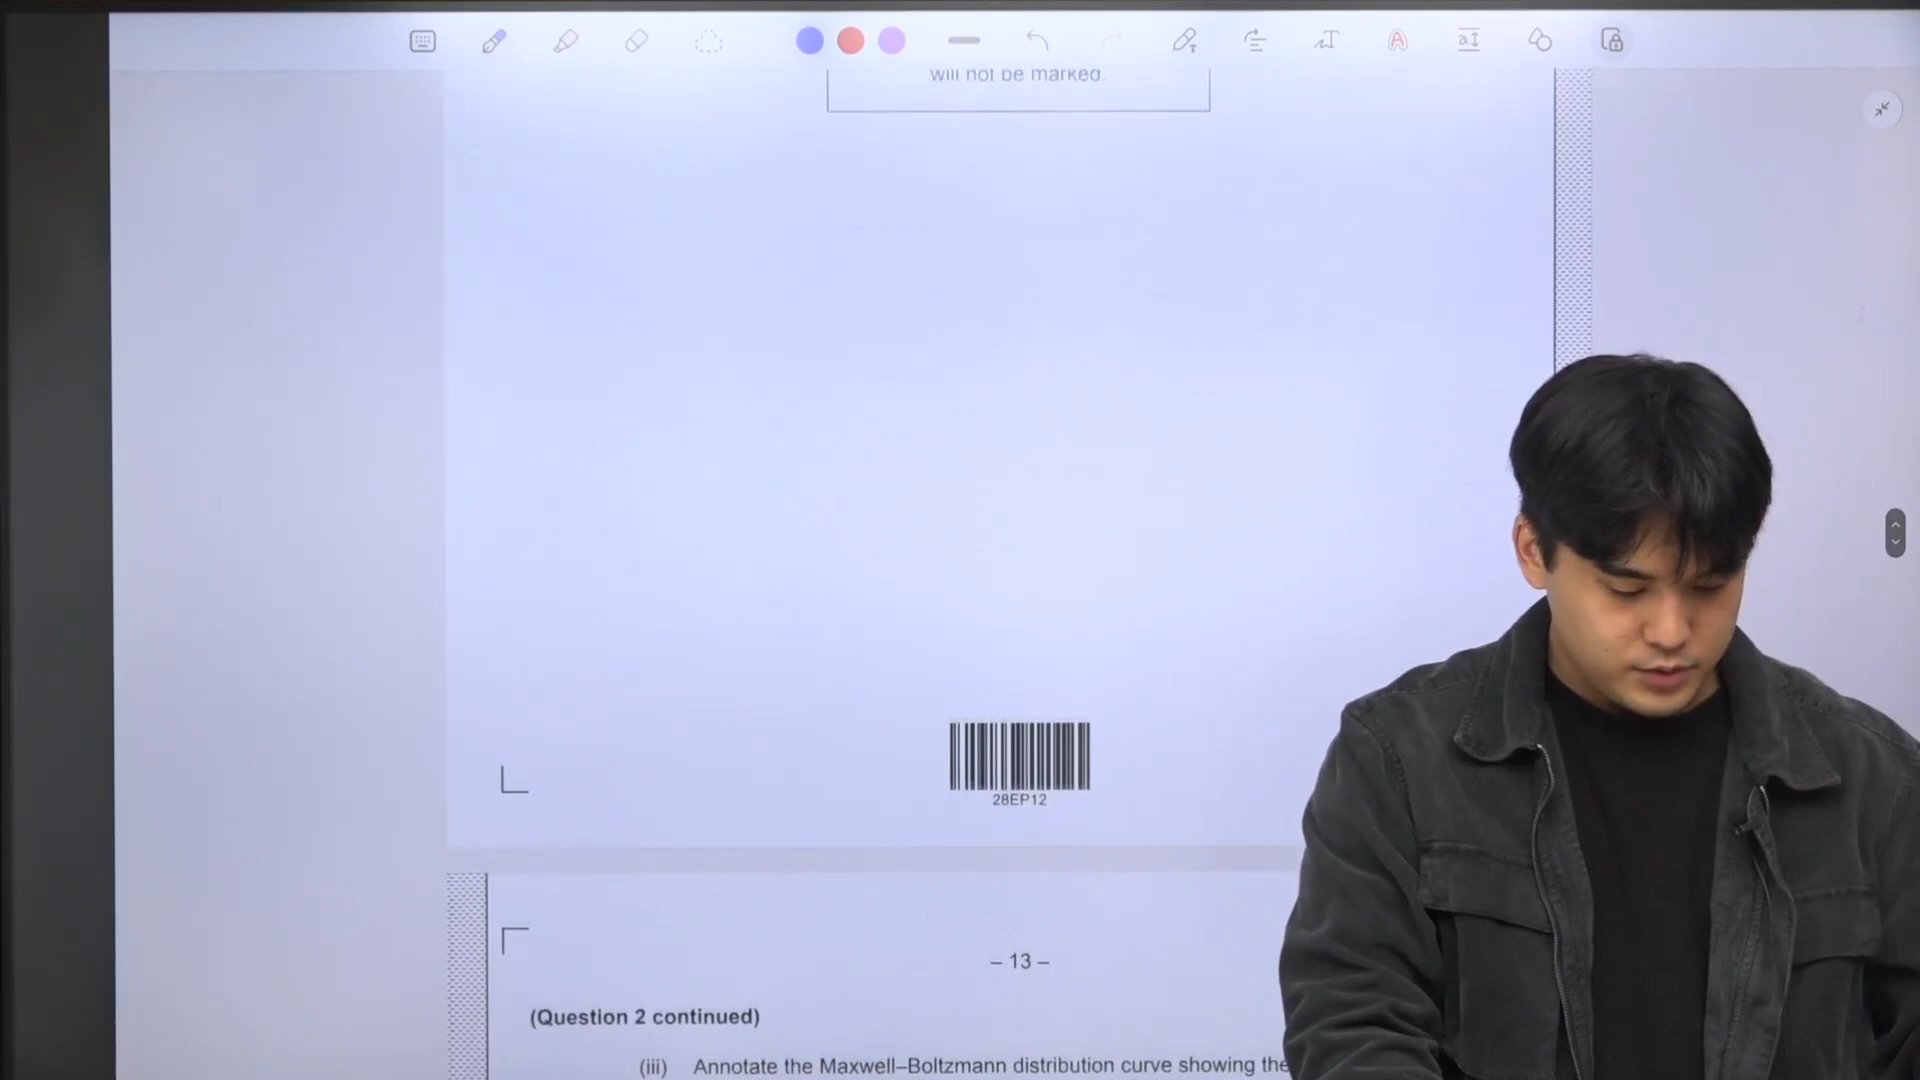 will not be marked.
28EP12
– 13 –
(Question 2 continued)
(iii) Annotate the Maxwell–Boltzmann distribution curve showing the